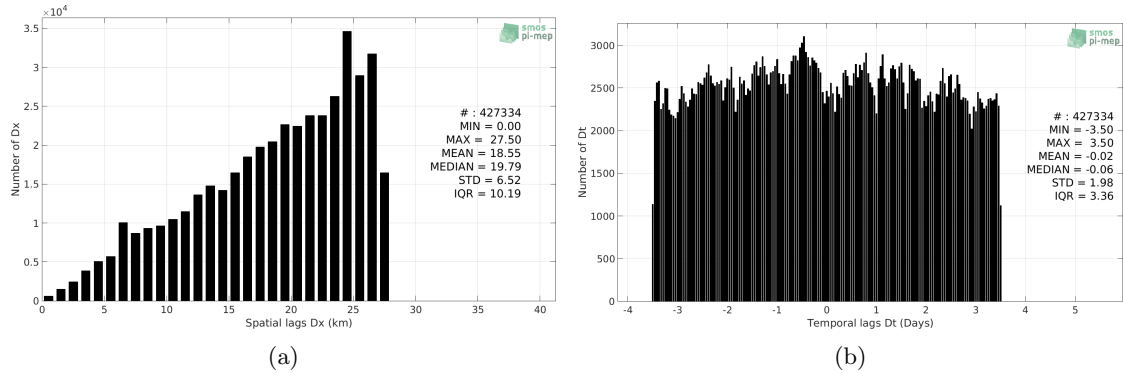 ×10⁴
3.5
3
2.5
2
1.5
1
0.5
0
Number of Dx
0 5 10 15 20 25 30 35 40
Spatial lags Dx (km)
smos
pi-mep
# : 427334
MIN = 0.00
MAX = 27.50
MEAN = 18.55
MEDIAN = 19.79
STD = 6.52
IQR = 10.19
(a)
3000
2500
2000
1500
1000
500
0
Number of Dt
-4 -3 -2 -1 0 1 2 3 4 5
Temporal lags Dt (Days)
smos
pi-mep
# : 427334
MIN = -3.50
MAX = 3.50
MEAN = -0.02
MEDIAN = -0.06
STD = 1.98
IQR = 3.36
(b)